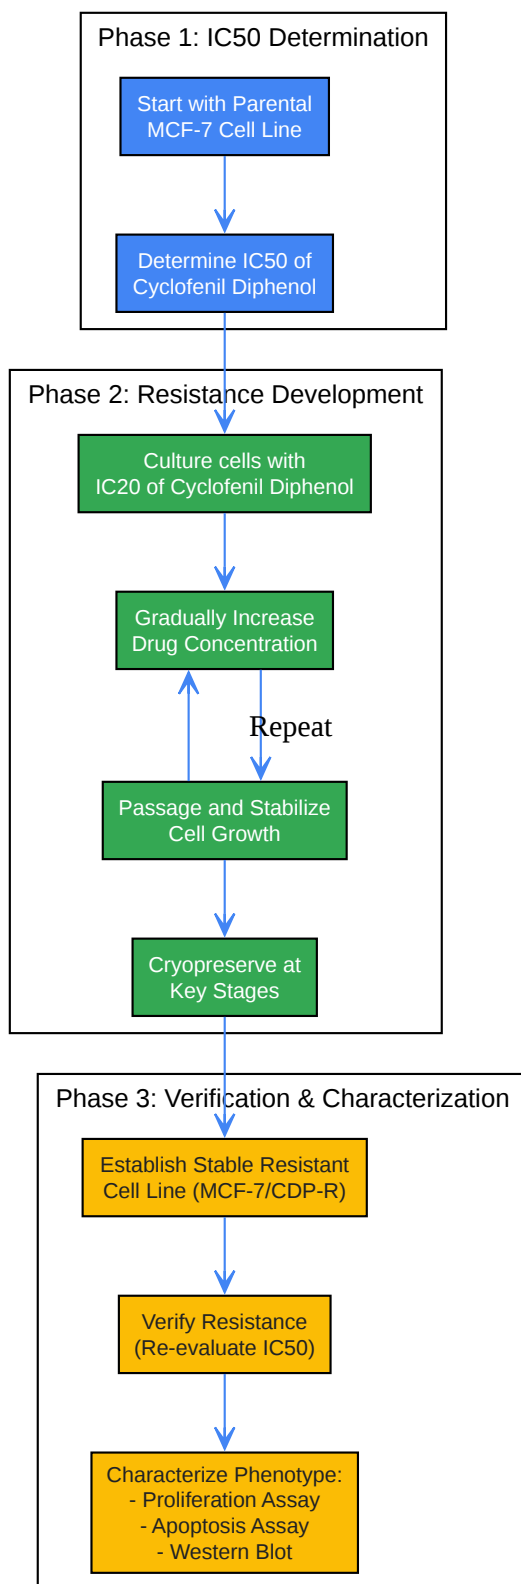 Phase 1: IC50 Determination
Start with Parental
MCF-7 Cell Line
Determine IC50 of
Cyclofenil Diphenol
Phase 2: Resistance Development
Culture cells with
IC20 of Cyclofenil Diphenol
Gradually Increase
Drug Concentration
Repeat
Passage and Stabilize
Cell Growth
Cryopreserve at
Key Stages
Phase 3: Verification & Characterization
Establish Stable Resistant
Cell Line (MCF-7/CDP-R)
Verify Resistance
(Re-evaluate IC50)
Characterize Phenotype:
- Proliferation Assay
- Apoptosis Assay
- Western Blot